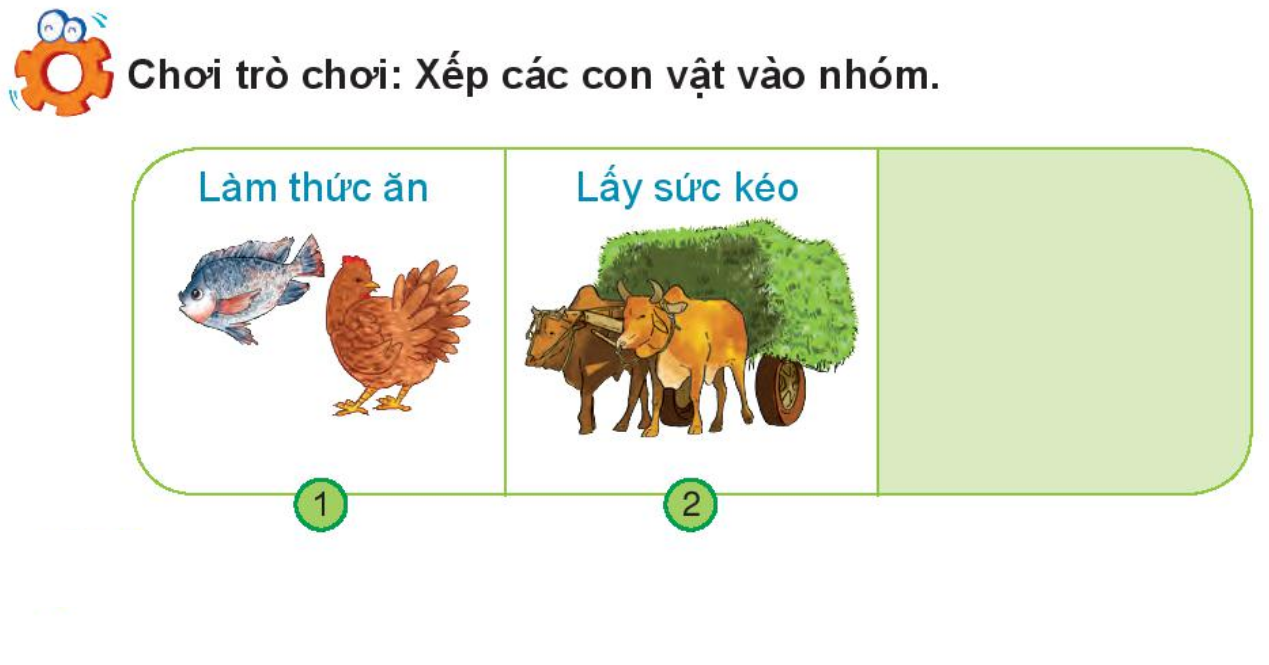 Chơi trò chơi: Xếp các con vật vào nhóm.
Làm thức ăn
Lấy sức kéo
1
2